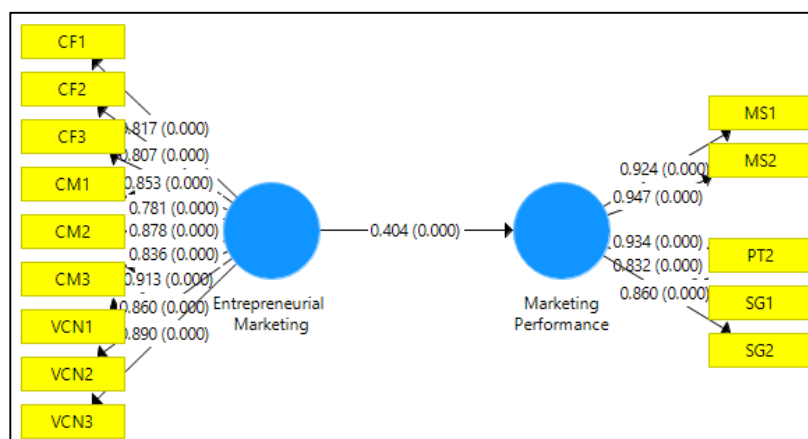 CF1
CF2
CF3
CM1
CM2
CM3
VCN1
VCN2
VCN3
0.817 (0.000)
0.807 (0.000)
0.853 (0.000)
0.781 (0.000)
0.878 (0.000)
0.836 (0.000)
0.913 (0.000)
0.860 (0.000)
0.890 (0.000)
Entrepreneurial
Marketing
0.404 (0.000)
Marketing
Performance
0.924 (0.000)
0.947 (0.000)
0.934 (0.000)
0.832 (0.000)
0.860 (0.000)
MS1
MS2
PT2
SG1
SG2